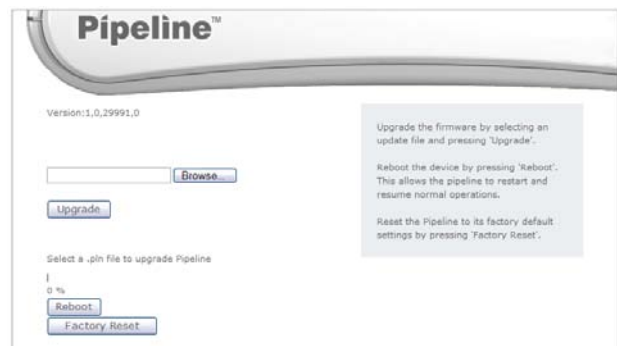 Pipeline™
Version:1,0,29991,0
Browse...
Upgrade
Select a .pln file to upgrade Pipeline
0 %
Reboot
Factory Reset
Upgrade the firmware by selecting an
update file and pressing 'Upgrade'.
Reboot the device by pressing 'Reboot'.
This allows the pipeline to restart and
resume normal operations.
Reset the Pipeline to its factory default
settings by pressing 'Factory Reset'.